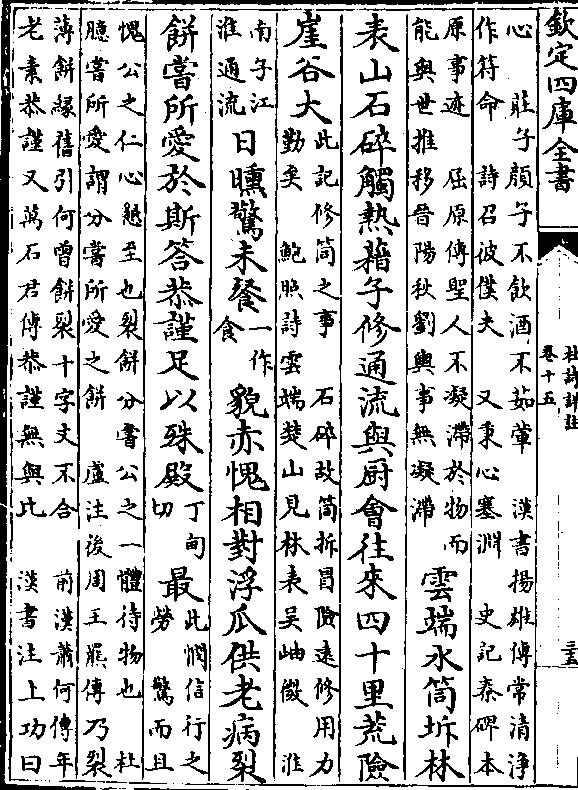 欽定四庫全書
杜詩詳註
卷十五
二十五
心 莊子顔子不飲酒不茹葷 漢書揚雄傳常清淨
作符命 詩召彼僕夫 又秉心塞淵 史記秦碑本
原事迹 屈原傳聖人不凝滯於物而
能與世推移晉陽秋劉輿事無凝滯
雲端水筒坼林
表山石碎觸熱藉子修通流與厨會往來四十里荒險
崖谷大
此記修筒之事 石碎故筒拆冒險遠修用力
勤矣 鮑照詩雲端楚山見林表吳岫微 淮
南子江
淮通流
日曛驚未餐
一作
食
貌赤愧相對浮瓜供老病裂
餅嘗所愛於斯答恭謹足以殊殿
丁甸
切
最
此憫信行之
勞 驚而且
愧公之仁心懇至也裂餅分嘗公之一體待物也 杜
臆嘗所愛謂分嘗所愛之餅 盧注後周王羆傳乃裂
薄餅緣舊引何曾餅裂十字文不合 前漢蕭何傳年
老素恭謹又萬石君傳恭謹無與比 漢書注上功曰